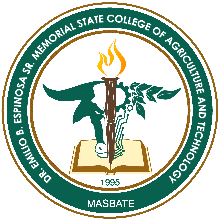 DR. EMILIO B. ESPINOSA SR. MEMORIAL STATE COLLEGE OF AGRICULTURE AND TECHNOLOGY
1995
MASBATE